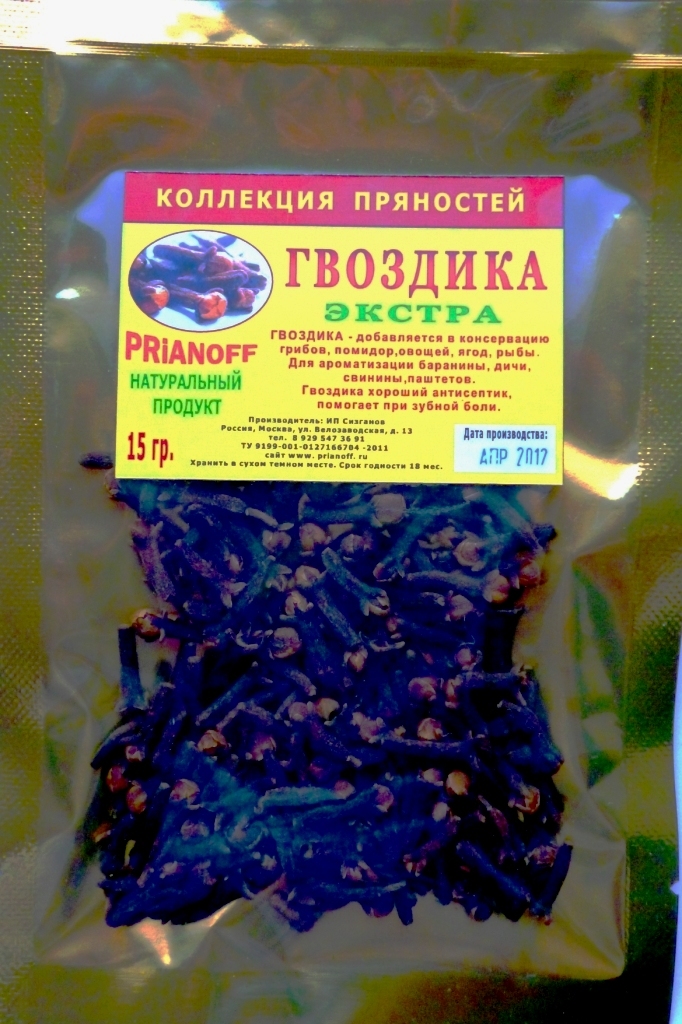 КОЛЛЕКЦИЯ ПРЯНОСТЕЙ
ГВОЗДИКА
ЭКСТРА
PRiANOFF
НАТУРАЛЬНЫЙ
ПРОДУКТ
15 гр.
ГВОЗДИКА - добавляется в консервацию
грибов, помидор,овощей, ягод, рыбы.
Для ароматизации баранины, дичи,
свинины,паштетов.
Гвоздика хороший антисептик,
помогает при зубной боли.
Производитель: ИП Сизганов
Россия, Москва, ул. Велозаводская, д. 13
тел. 8 929 547 36 91
ТУ 9199-001-0127166704 -2011
сайт www. prianoff. ru
Хранить в сухом темном месте. Срок годности 18 мес.
Дата производства:
АПР 2012